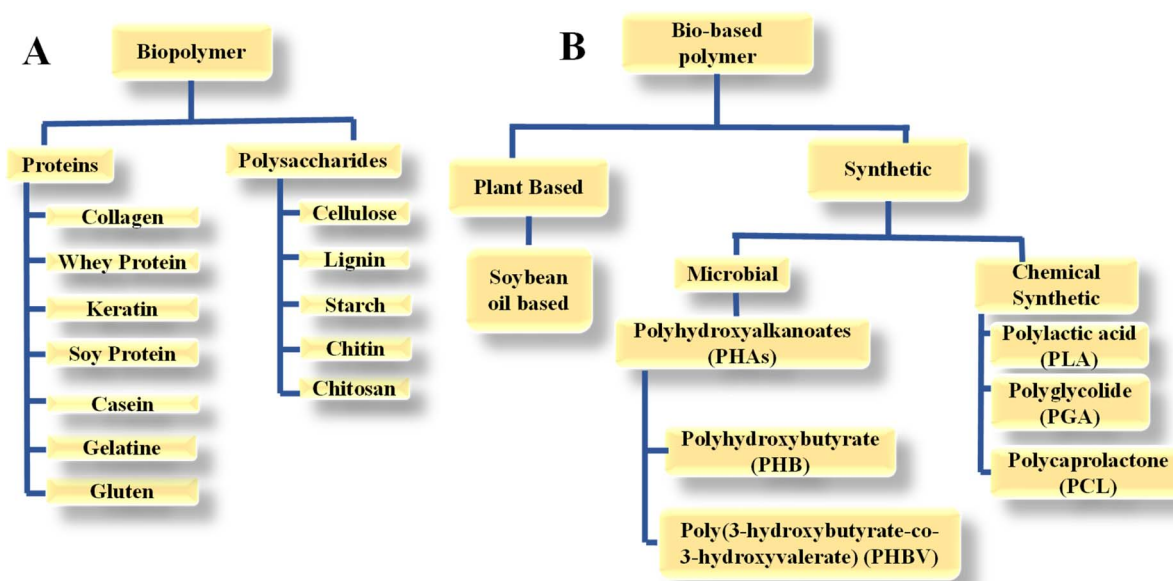 A
Biopolymer
Proteins
Collagen
Whey Protein
Keratin
Soy Protein
Casein
Gelatine
Gluten
Polysaccharides
Cellulose
Lignin
Starch
Chitin
Chitosan
B
Bio-based
polymer
Plant Based
Soybean
oil based
Synthetic
Microbial
Polyhydroxyalkanoates
(PHAs)
Polyhydroxybutyrate
(PHB)
Poly(3-hydroxybutyrate-co-
3-hydroxyvalerate) (PHBV)
Chemical
Synthetic
Polylactic acid
(PLA)
Polyglycolide
(PGA)
Polycaprolactone
(PCL)